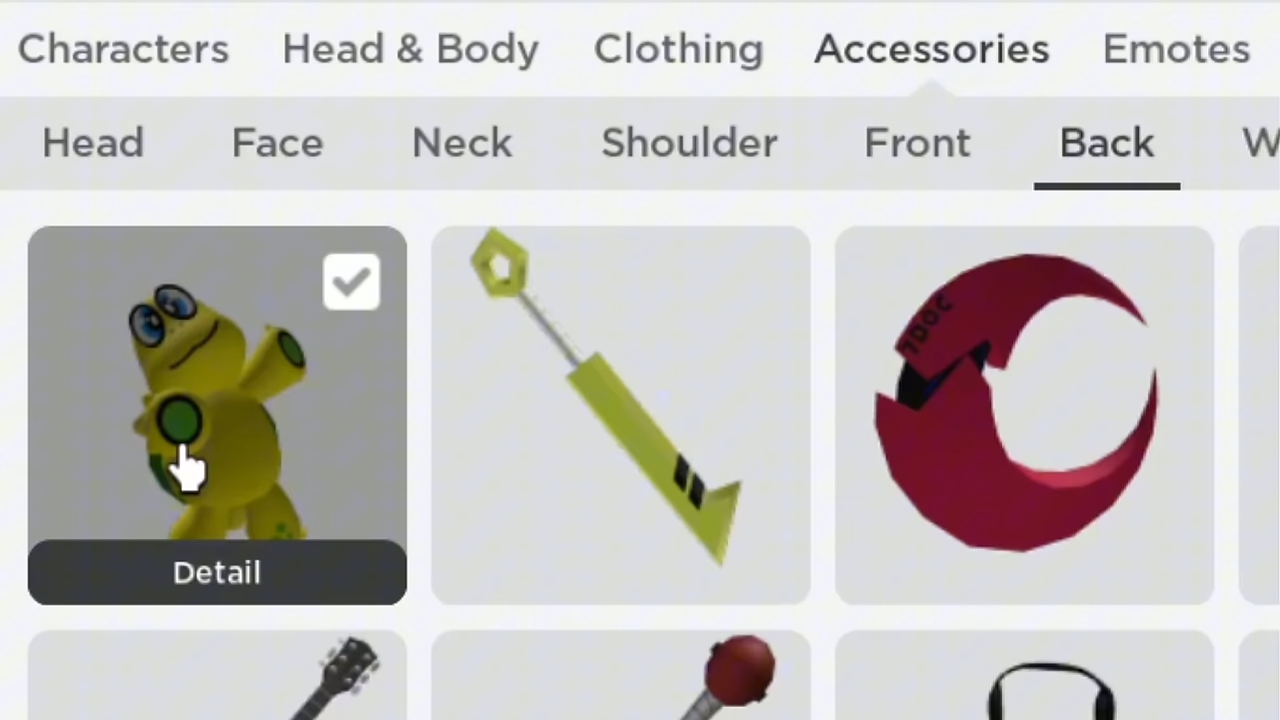 Characters Head & Body Clothing Accessories Emotes
Head Face Neck Shoulder Front Back W
Detail